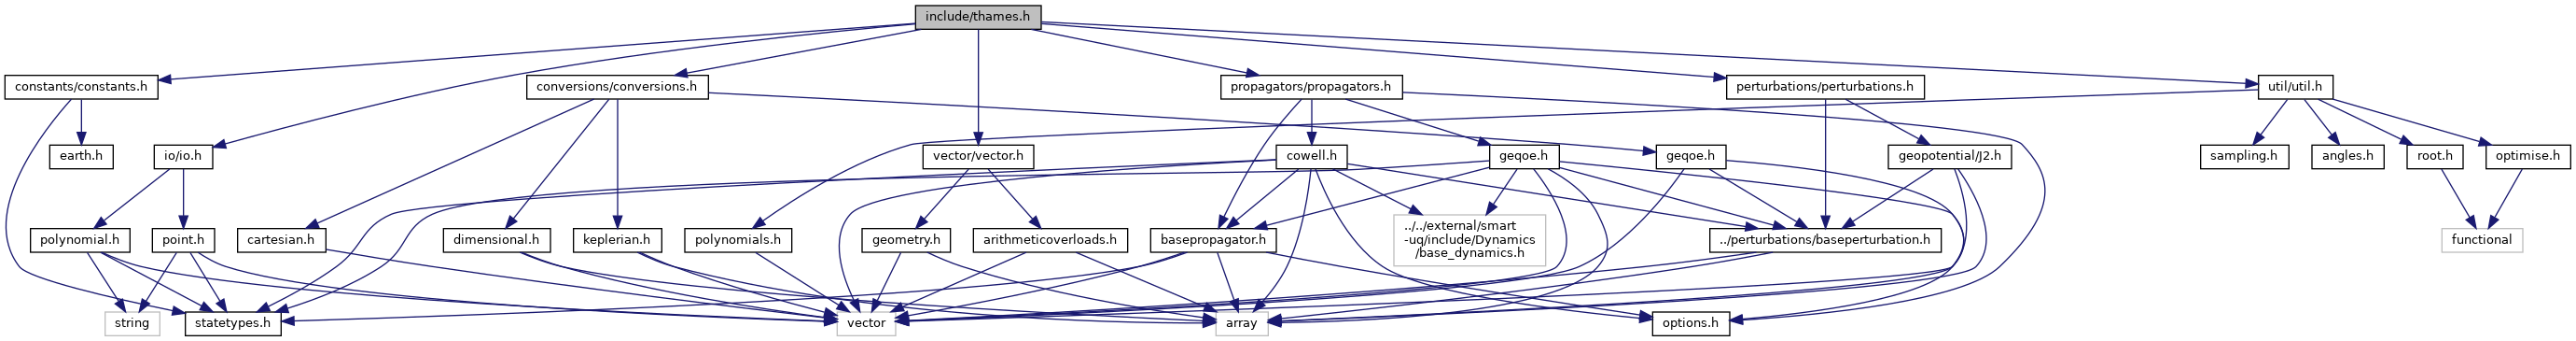 include/thames.h
constants/constants.h
conversions/conversions.h
propagators/propagators.h
perturbations/perturbations.h
util/util.h
earth.h
io/io.h
vector/vector.h
cowell.h
geqoe.h
geqoe.h
geopotential/J2.h
sampling.h
angles.h
root.h
optimise.h
polynomial.h
point.h
cartesian.h
dimensional.h
keplerian.h
polynomials.h
geometry.h
arithmeticoverloads.h
basepropagator.h
../../external/smart
-uq/include/Dynamics
/base_dynamics.h
../perturbations/baseperturbation.h
functional
string
statetypes.h
vector
array
options.h